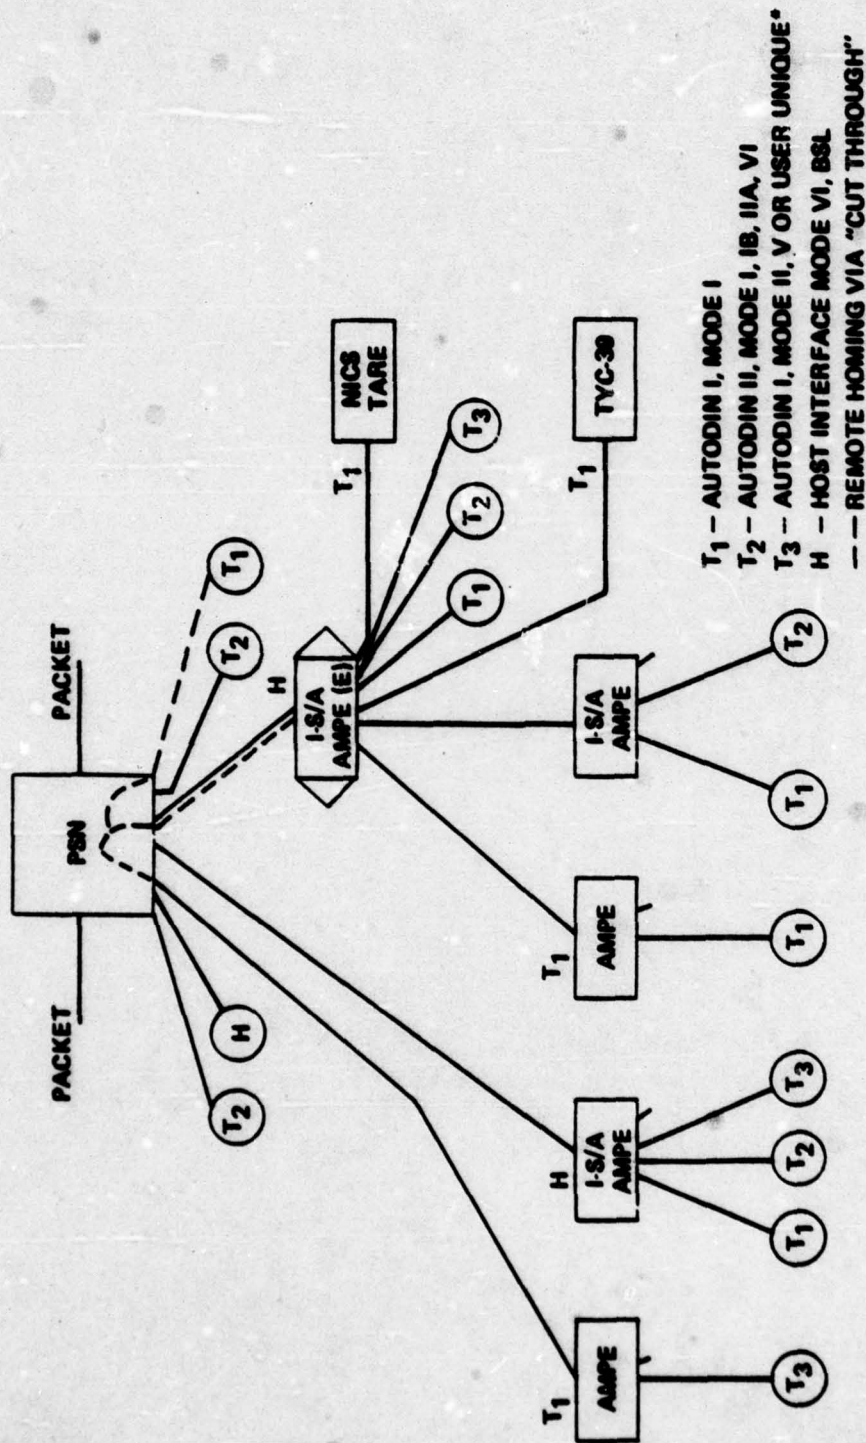 PACKET
PSN
PACKET
T2
H
T2
T1
H
I-S/A
AMPE (E)
T1
NICS
TARE
T1
T2
T3
T1
TYC-39
T1
AMPE
T3
H
I-S/A
AMPE
T1
T2
T3
T1
AMPE
T1
I-S/A
AMPE
T1
T2
T1 – AUTODIN I, MODE I
T2 – AUTODIN II, MODE I, IB, IIA, VI
T3 – AUTODIN I, MODE II, V OR USER UNIQUE*
H – HOST INTERFACE MODE VI, BSL
– – REMOTE HOMING VIA "CUT THROUGH"